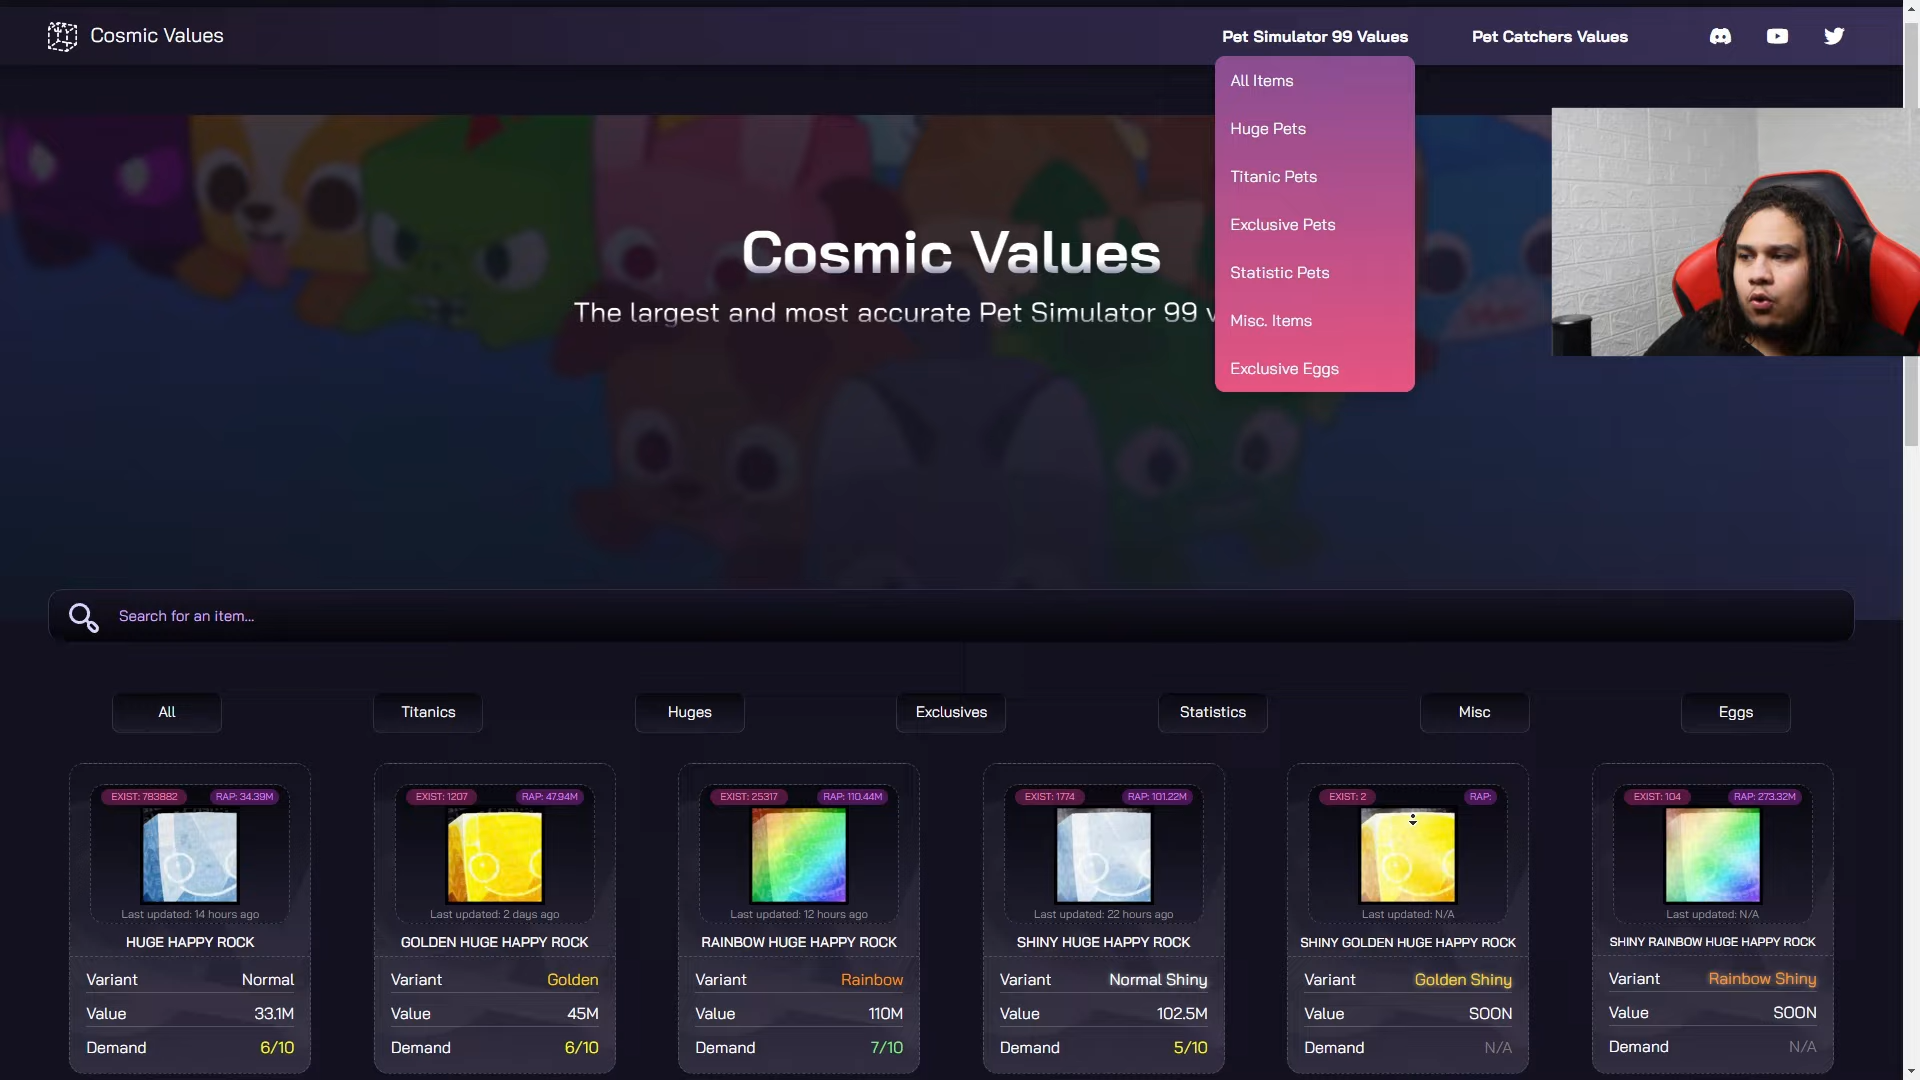 Cosmic Values
Pet Simulator 99 Values
Pet Catchers Values
All Items
Huge Pets
Titanic Pets
Exclusive Pets
Statistic Pets
Misc. Items
Exclusive Eggs
Cosmic Values
The largest and most accurate Pet Simulator 99
Search for an item...
All
Titanics
Huges
Exclusives
Statistics
Misc
Eggs
EXIST: 783882
RAP: 34.39M
Last updated: 14 hours ago
HUGE HAPPY ROCK
Variant Normal
Value 33.1M
Demand 6/10
EXIST: 1207
RAP: 47.94M
Last updated: 2 days ago
GOLDEN HUGE HAPPY ROCK
Variant Golden
Value 45M
Demand 6/10
EXIST: 25317
RAP: 110.44M
Last updated: 12 hours ago
RAINBOW HUGE HAPPY ROCK
Variant Rainbow
Value 110M
Demand 7/10
EXIST: 1774
RAP: 101.22M
Last updated: 22 hours ago
SHINY HUGE HAPPY ROCK
Variant Normal Shiny
Value 102.5M
Demand 5/10
EXIST: 2
RAP:
Last updated: N/A
SHINY GOLDEN HUGE HAPPY ROCK
Variant Golden Shiny
Value SOON
Demand N/A
EXIST: 104
RAP: 273.32M
Last updated: N/A
SHINY RAINBOW HUGE HAPPY ROCK
Variant Rainbow Shiny
Value SOON
Demand N/A